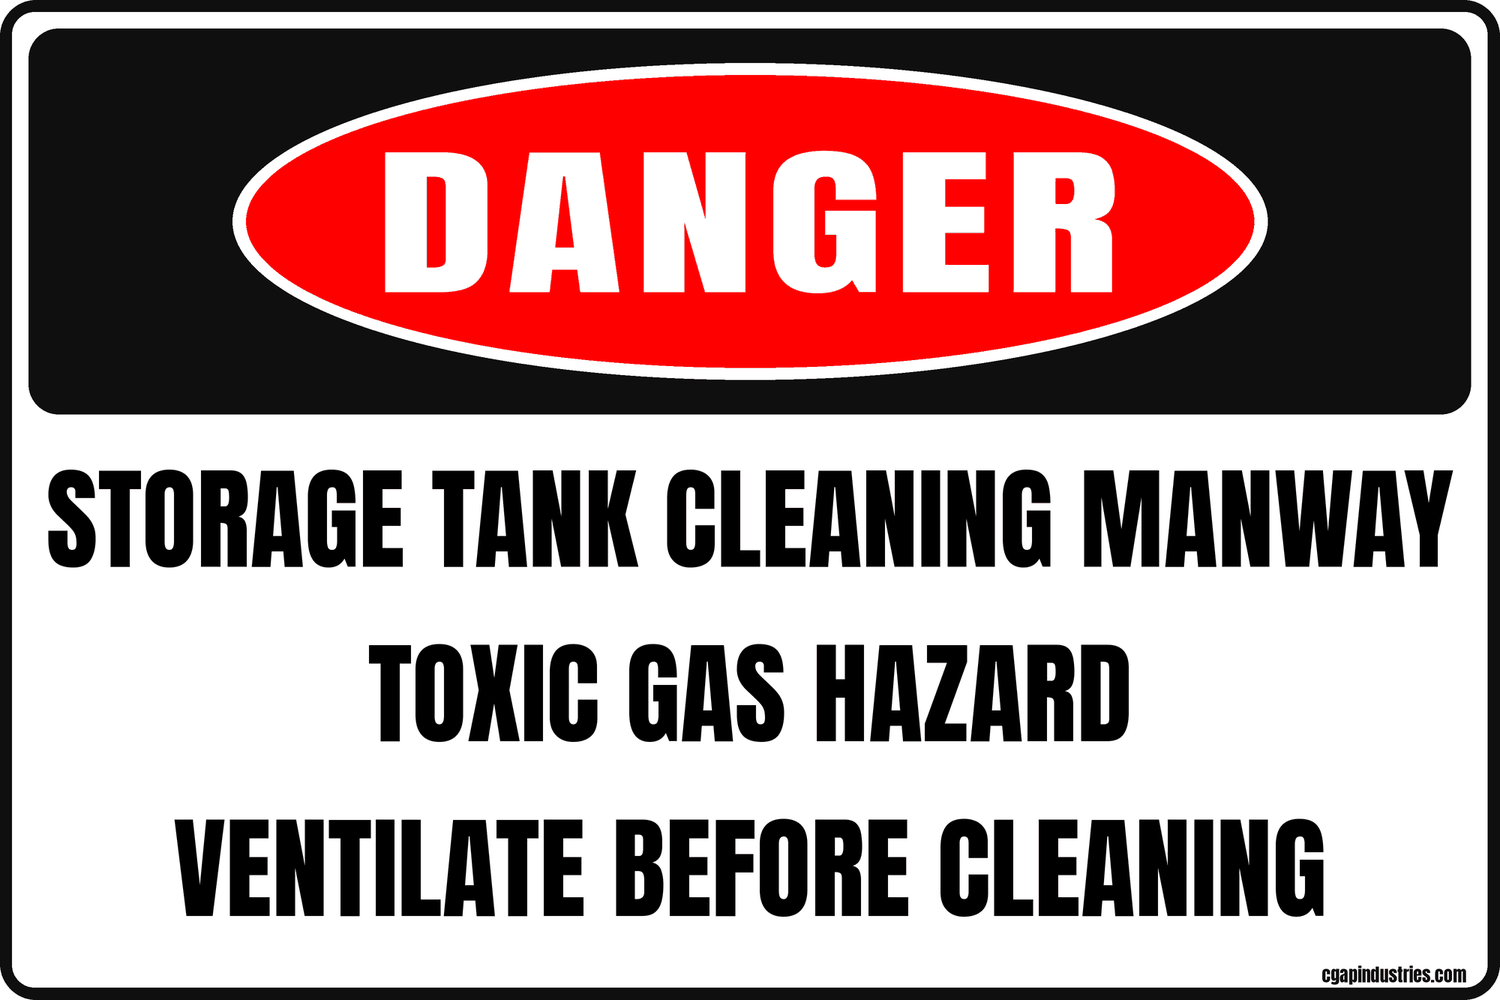 DANGER
STORAGE TANK CLEANING MANWAY
TOXIC GAS HAZARD
VENTILATE BEFORE CLEANING
cgapindustries.com